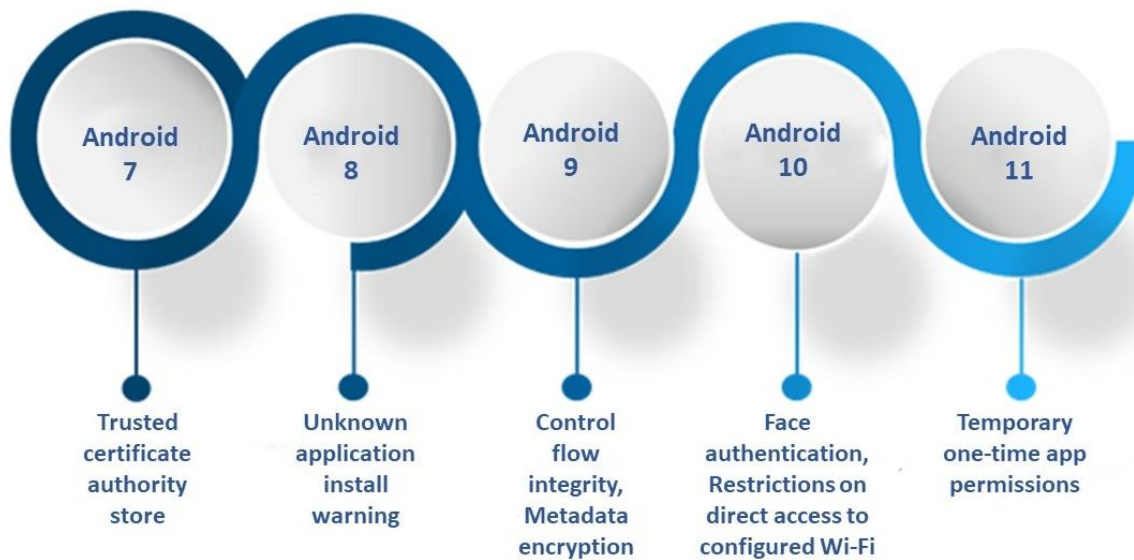 Android
7
Android
8
Android
9
Android
10
Android
11
Trusted
certificate
authority
store
Unknown
application
install
warning
Control
flow
integrity,
Metadata
encryption
Face
authentication,
Restrictions on
direct access to
configured Wi-Fi
Temporary
one-time app
permissions